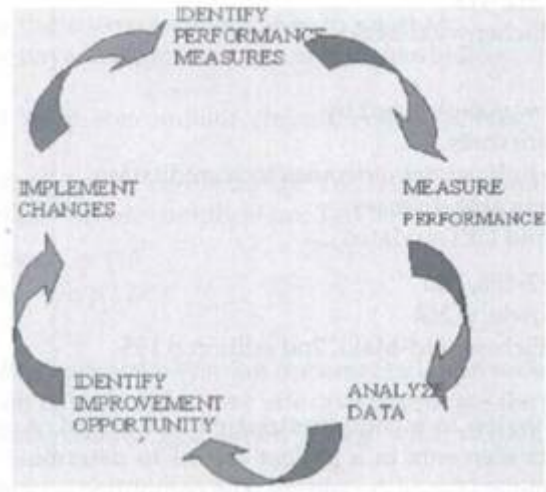 IDENTIFY
PERFORMANCE
MEASURES
MEASURE
PERFORMANCE
ANALYZE
DATA
IDENTIFY
IMPROVEMENT
OPPORTUNITY
IMPLEMENT
CHANGES